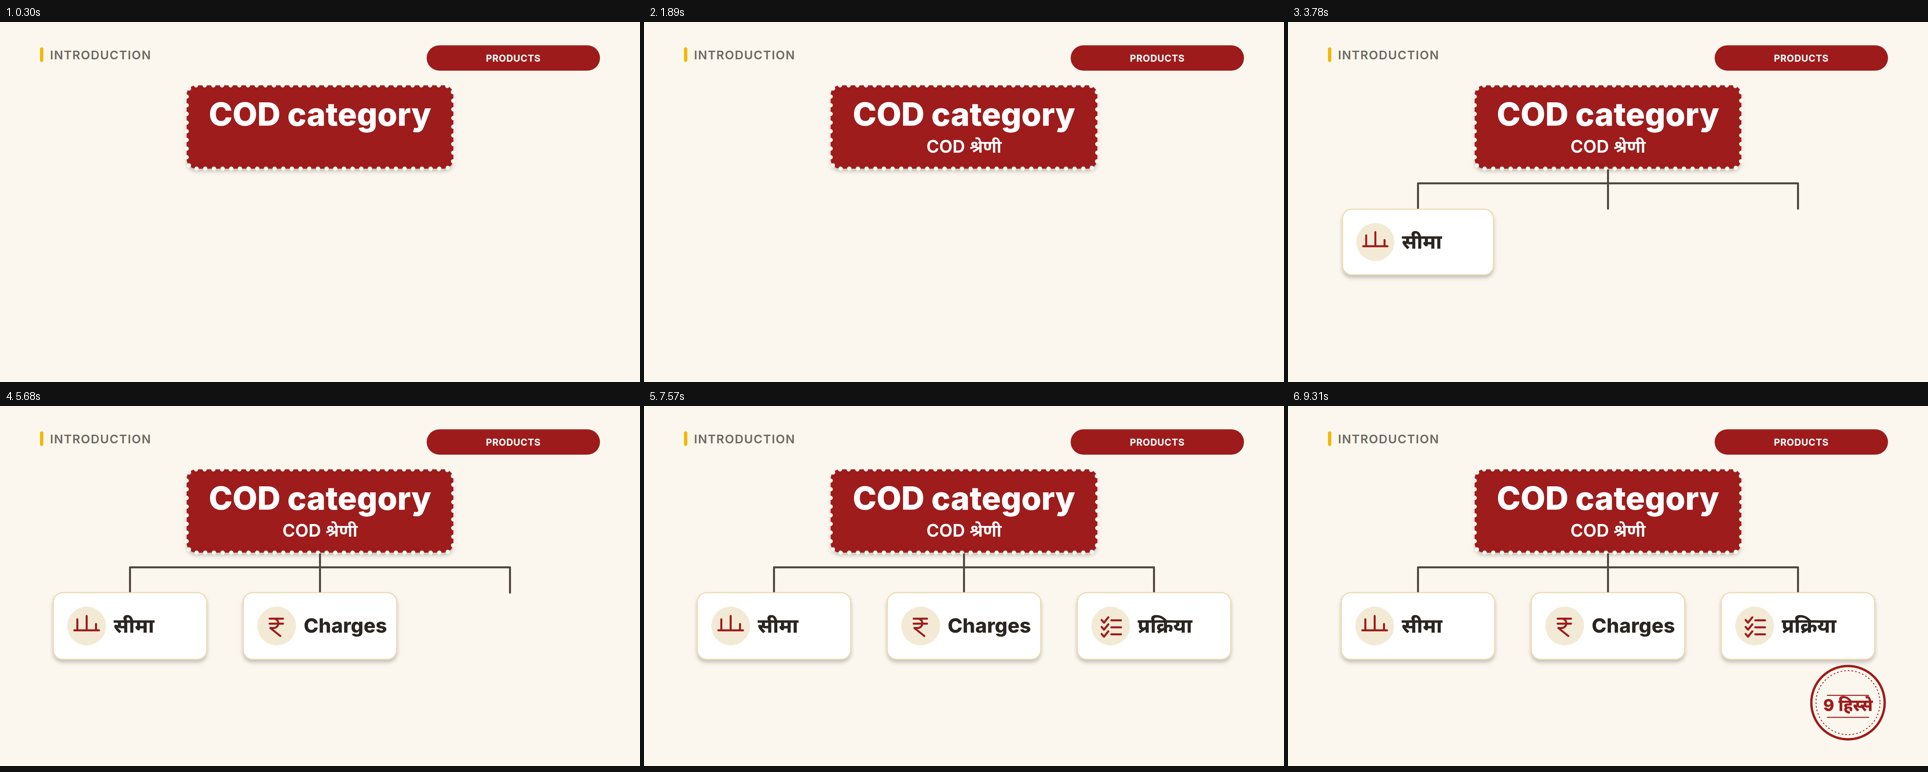 1. 0.30s
INTRODUCTION
PRODUCTS
COD category
2. 1.89s
INTRODUCTION
PRODUCTS
COD category
COD श्रेणी
3. 3.78s
INTRODUCTION
PRODUCTS
COD category
COD श्रेणी
सीमा
4. 5.68s
INTRODUCTION
PRODUCTS
COD category
COD श्रेणी
सीमा
Charges
5. 7.57s
INTRODUCTION
PRODUCTS
COD category
COD श्रेणी
सीमा
Charges
प्रक्रिया
6. 9.31s
INTRODUCTION
PRODUCTS
COD category
COD श्रेणी
सीमा
Charges
प्रक्रिया
9 हिस्से